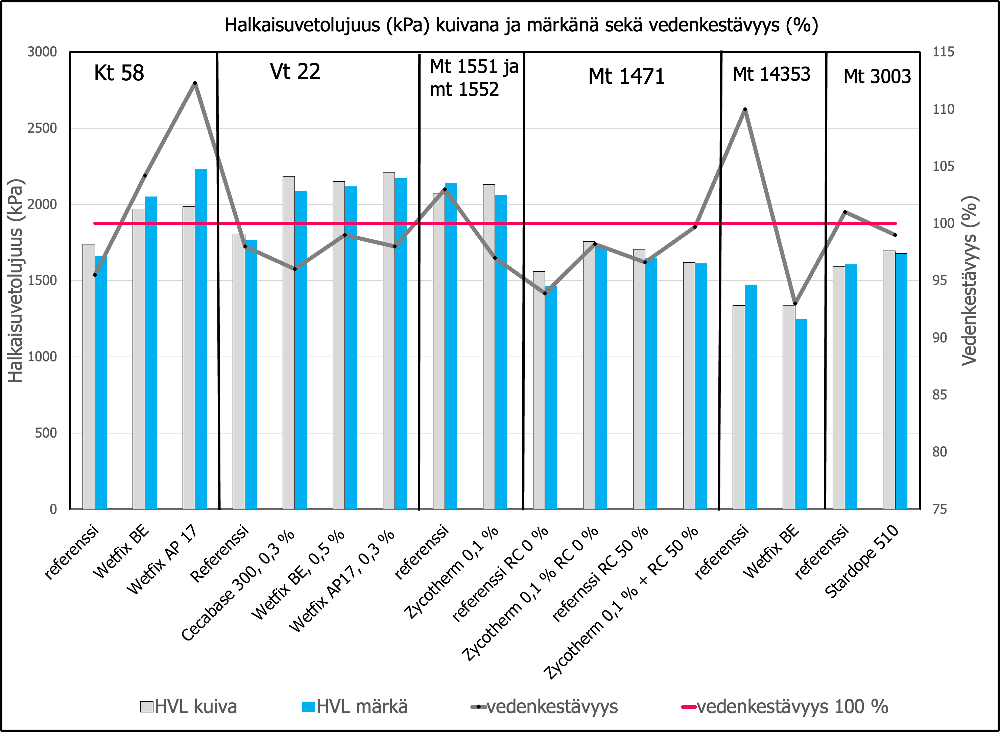 Halkaisuvetolujuus (kPa) kuivana ja märkänä sekä vedenkestävyys (%)
Kt 58
Vt 22
Mt 1551 ja
mt 1552
Mt 1471
Mt 14353
Mt 3003
Halkaisuvetolujuus (kPa)
3000
2500
2000
1500
1000
500
0
Vedenkestävyys (%)
115
110
105
100
95
90
85
80
75
referenssi
Wetfix BE
Wetfix AP 17
Referenssi
Cecabase 300, 0,3 %
Wetfix BE, 0,5 %
Wetfix AP17, 0,3 %
referenssi
Zycotherm 0,1 %
referenssi RC 0 %
Zycotherm 0,1 % RC 0 %
refernssi RC 50 %
Zycotherm 0,1 % + RC 50 %
referenssi
Wetfix BE
referenssi
Stardope 510
HVL kuiva
HVL märkä
vedenkestävyys
vedenkestävyys 100 %